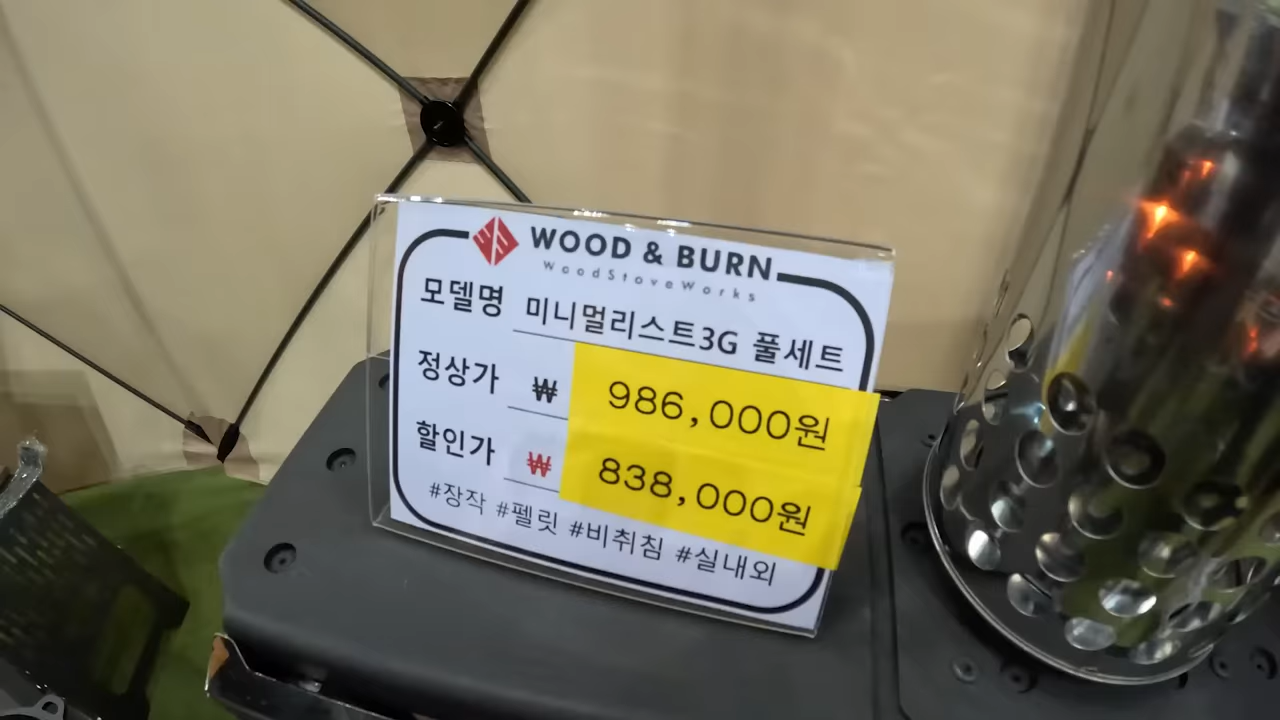 WOOD & BURN
WoodStoveWorks
모델명 미니멀리스트3G 풀세트
정상가 ₩ 986,000원
할인가 ₩ 838,000원
#장작 #펠릿 #비취침 #실내외